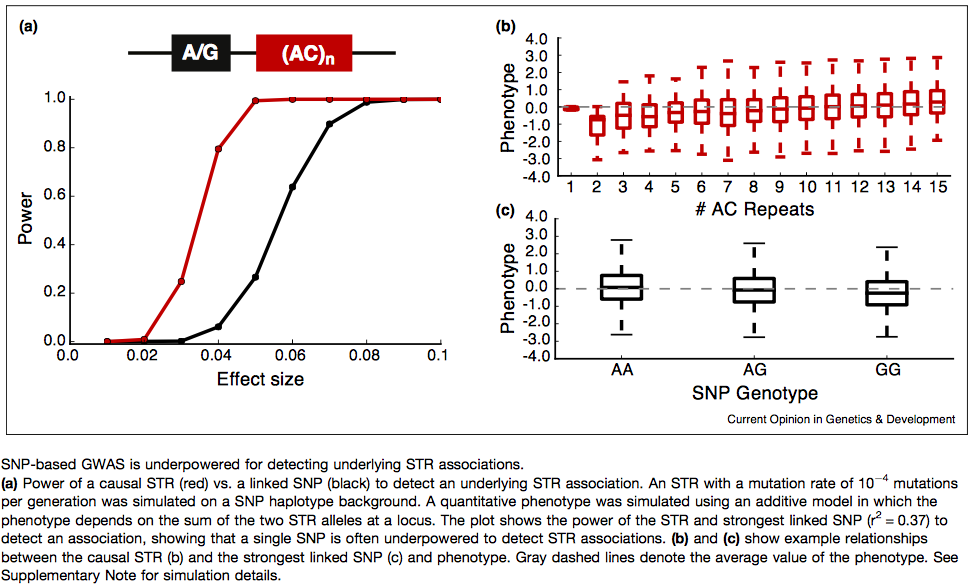 (a)
A/G
(AC)n
1.0
0.8
0.6
0.4
0.2
0.0
Power
0.0 0.02 0.04 0.06 0.08 0.1
Effect size
(b)
4.0
3.0
2.0
1.0
0.0
-1.0
-2.0
-3.0
-4.0
Phenotype
1 2 3 4 5 6 7 8 9 10 11 12 13 14 15
# AC Repeats
(c)
4.0
3.0
2.0
1.0
0.0
-1.0
-2.0
-3.0
-4.0
Phenotype
AA AG GG
SNP Genotype
Current Opinion in Genetics & Development
SNP-based GWAS is underpowered for detecting underlying STR associations.
(a) Power of a causal STR (red) vs. a linked SNP (black) to detect an underlying STR association. An STR with a mutation rate of 10⁻⁴ mutations
per generation was simulated on a SNP haplotype background. A quantitative phenotype was simulated using an additive model in which the
phenotype depends on the sum of the two STR alleles at a locus. The plot shows the power of the STR and strongest linked SNP (r² = 0.37) to
detect an association, showing that a single SNP is often underpowered to detect STR associations. (b) and (c) show example relationships
between the causal STR (b) and the strongest linked SNP (c) and phenotype. Gray dashed lines denote the average value of the phenotype. See
Supplementary Note for simulation details.